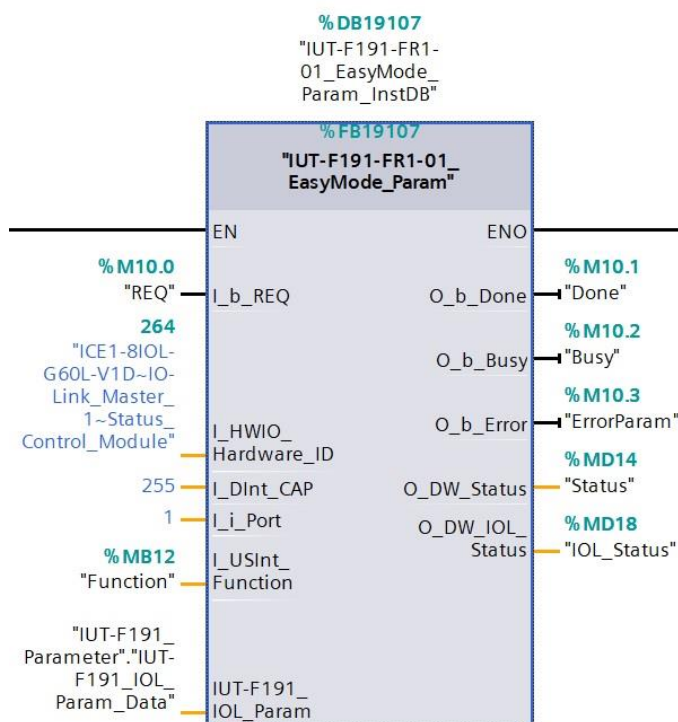 %DB19107
"IUT-F191-FR1-
01_EasyMode_
Param_InstDB"
%FB19107
"IUT-F191-FR1-01_
EasyMode_Param"
EN
ENO
%M10.0
"REQ"
I_b_REQ
O_b_Done
%M10.1
"Done"
264
"ICE1-8IOL-
G60L-V1D~IO-
Link_Master_
1~Status_
Control_Module"
I_HWIO_
Hardware_ID
O_b_Busy
%M10.2
"Busy"
O_b_Error
%M10.3
"ErrorParam"
255
I_DInt_CAP
O_DW_Status
%MD14
"Status"
1
I_i_Port
O_DW_IOL_
Status
%MD18
"IOL_Status"
%MB12
"Function"
I_USInt_
Function
"IUT-F191_
Parameter"."IUT-
F191_IOL_
Param_Data"
IUT-F191_
IOL_Param